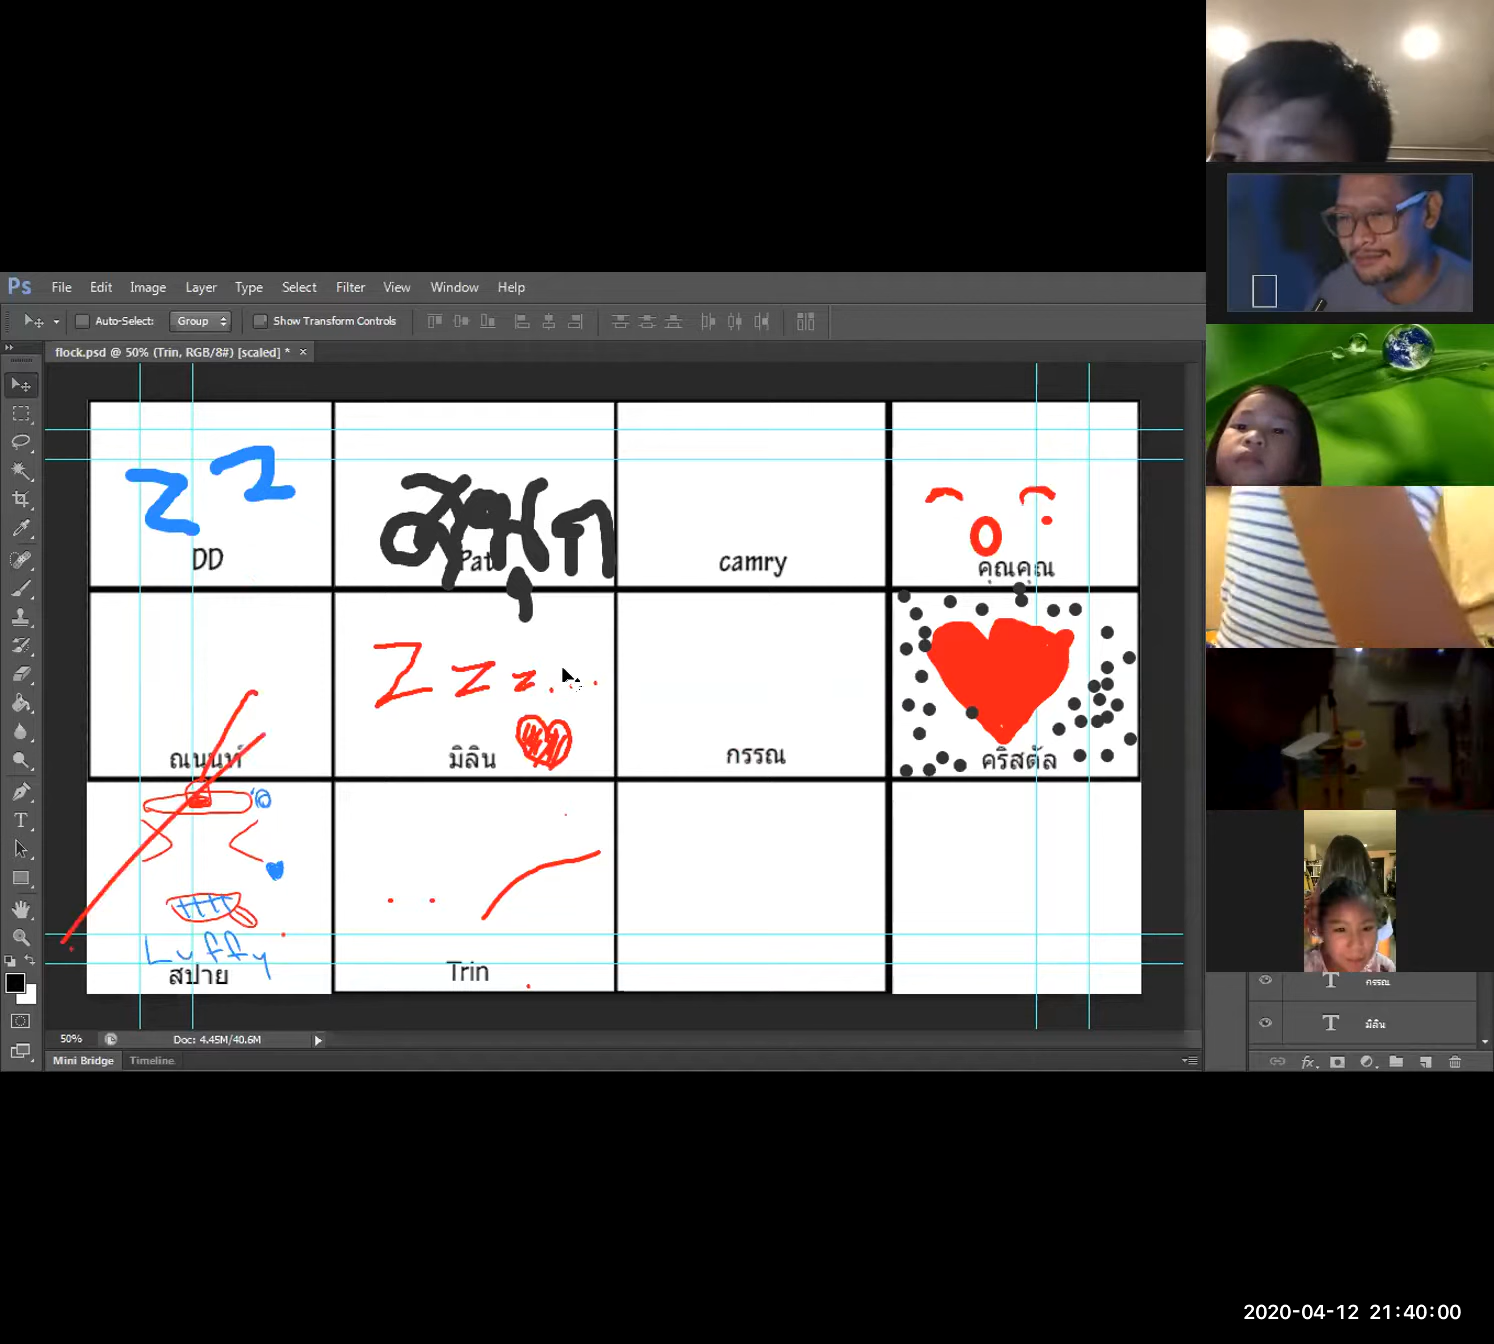 Ps File Edit Image Layer Type Select Filter View Window Help
Auto-Select: Group Show Transform Controls
flock.psd @ 50% (Trin, RGB/8#) [scaled] * ×
z z
DD
Pat
camry
คุณคุณ
ณนนท์
Z z z...
มิลิน
กรรณ
คริสตัล
Luffy
สปาย
Trin
กรรณ
มิลิน
50% Doc: 4.45M/40.6M
Mini Bridge Timeline
2020-04-12 21:40:00